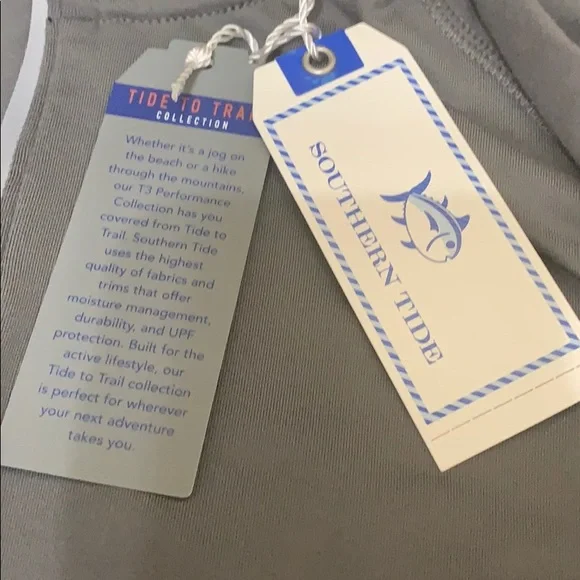 TIDE TO TRAI
COLLECTION
Whether it's a jog on
the beach or a hike
through the mountains,
our T3 Performance
Collection has you
covered from Tide to
Trail. Southern Tide
uses the highest
quality of fabrics and
trims that offer
moisture management,
durability, and UPF
protection. Built for the
active lifestyle, our
Tide to Trail collection
is perfect for wherever
your next adventure
takes you.
SOUTHERN TIDE